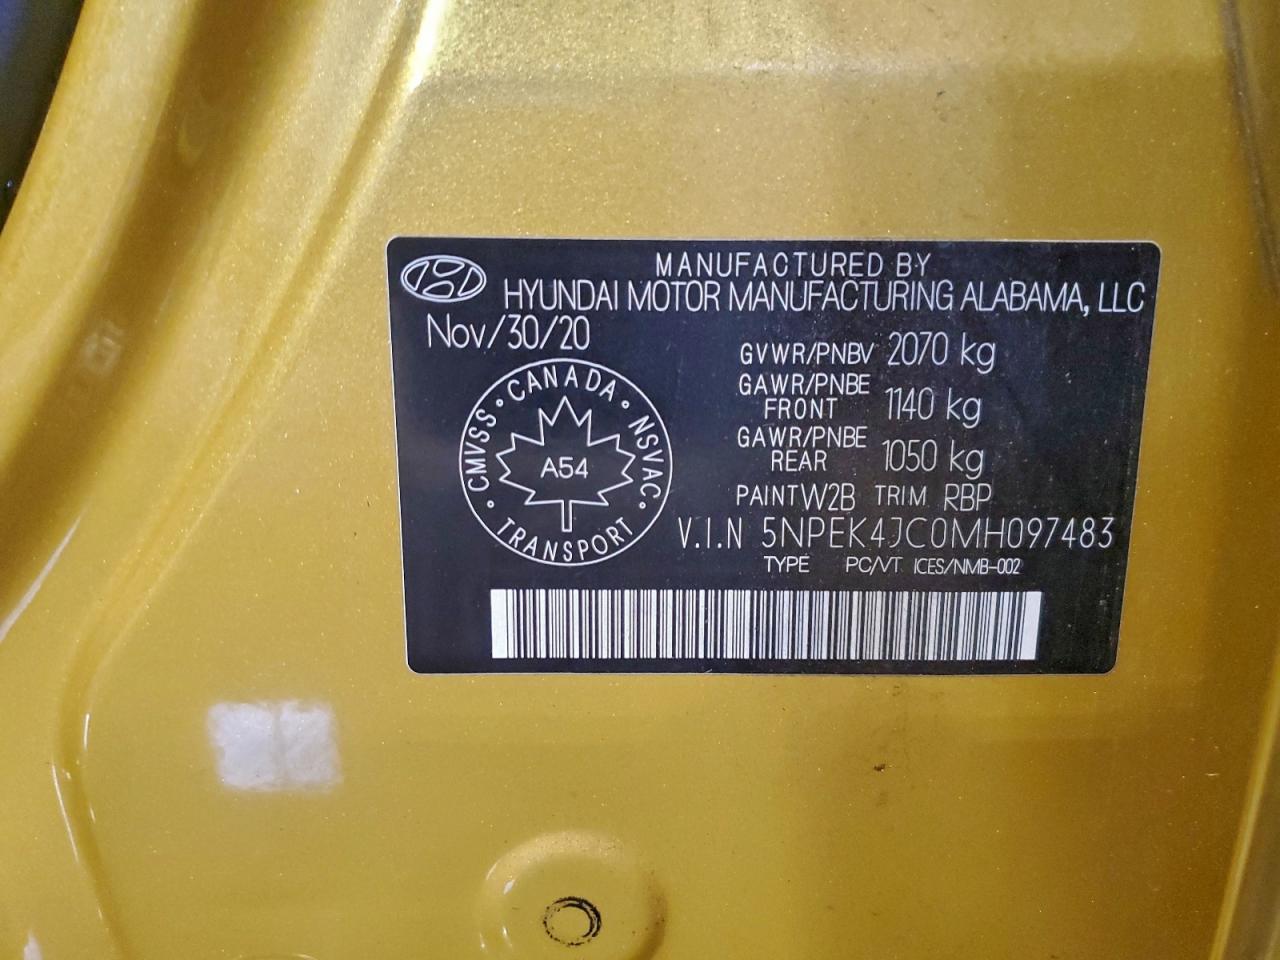 MANUFACTURED BY
HYUNDAI MOTOR MANUFACTURING ALABAMA, LLC
Nov/30/20
GVWR/PNBV 2070 kg
GAWR/PNBE FRONT 1140 kg
GAWR/PNBE REAR 1050 kg
CANADA • NSVAC • TRANSPORT • CMVSS •
A54
PAINT W2B TRIM RBP
V.I.N 5NPEK4JC0MH097483
TYPE PC/VT ICES/NMB-002